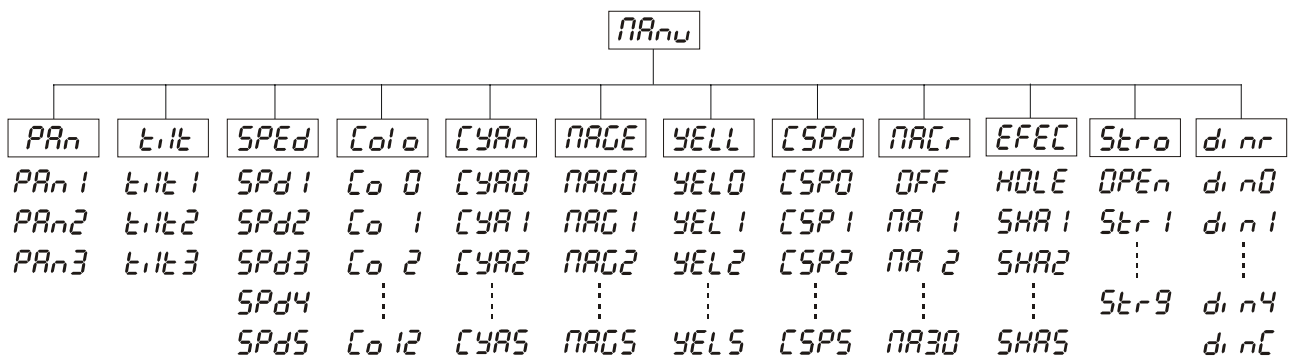 MAnu
PAn tilt SPEd Colo CYAn MAGE YELL CSPd MACr EFEC Stro dimr
PAn1 tilt1 SPd1 Co 0 CYA0 MAG0 YEL0 CSP0 OFF HOLE OPEn dim0
PAn2 tilt2 SPd2 Co 1 CYA1 MAG1 YEL1 CSP1 MA 1 SHA1 Str1 dim1
PAn3 tilt3 SPd3 Co 2 CYA2 MAG2 YEL2 CSP2 MA 2 SHA2
SPd4 Str9 dim4
SPd5 Co12 CYA5 MAG5 YEL5 CSP5 MA30 SHA5 dimC